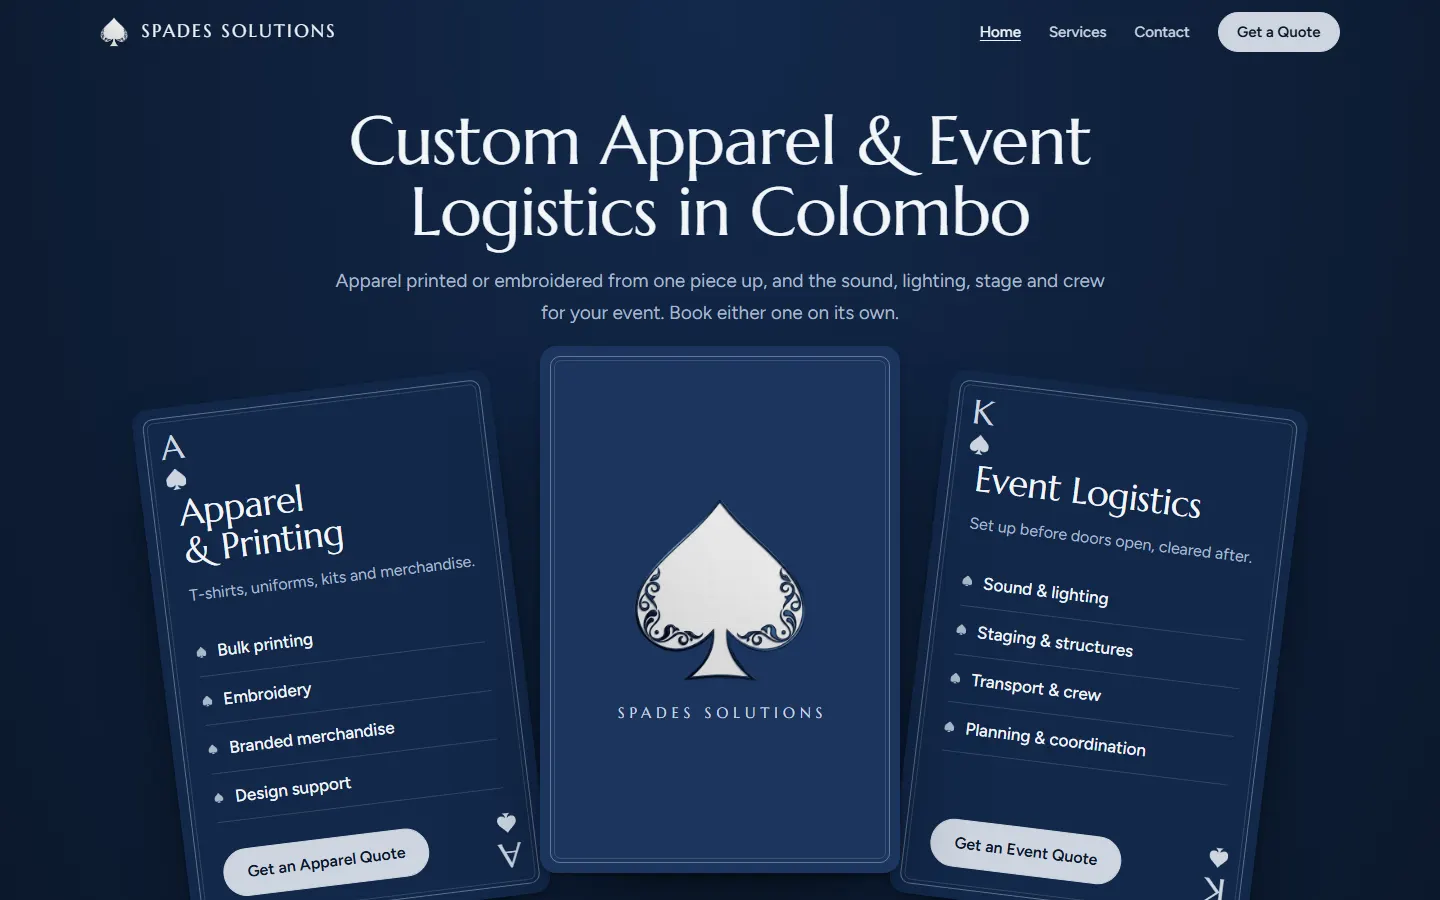 SPADES SOLUTIONS
Home
Services
Contact
Get a Quote
Custom Apparel & Event
Logistics in Colombo
Apparel printed or embroidered from one piece up, and the sound, lighting, stage and crew
for your event. Book either one on its own.
A
Apparel
& Printing
T-shirts, uniforms, kits and merchandise.
Bulk printing
Embroidery
Branded merchandise
Design support
Get an Apparel Quote
A
SPADES SOLUTIONS
K
Event Logistics
Set up before doors open, cleared after.
Sound & lighting
Staging & structures
Transport & crew
Planning & coordination
Get an Event Quote
K